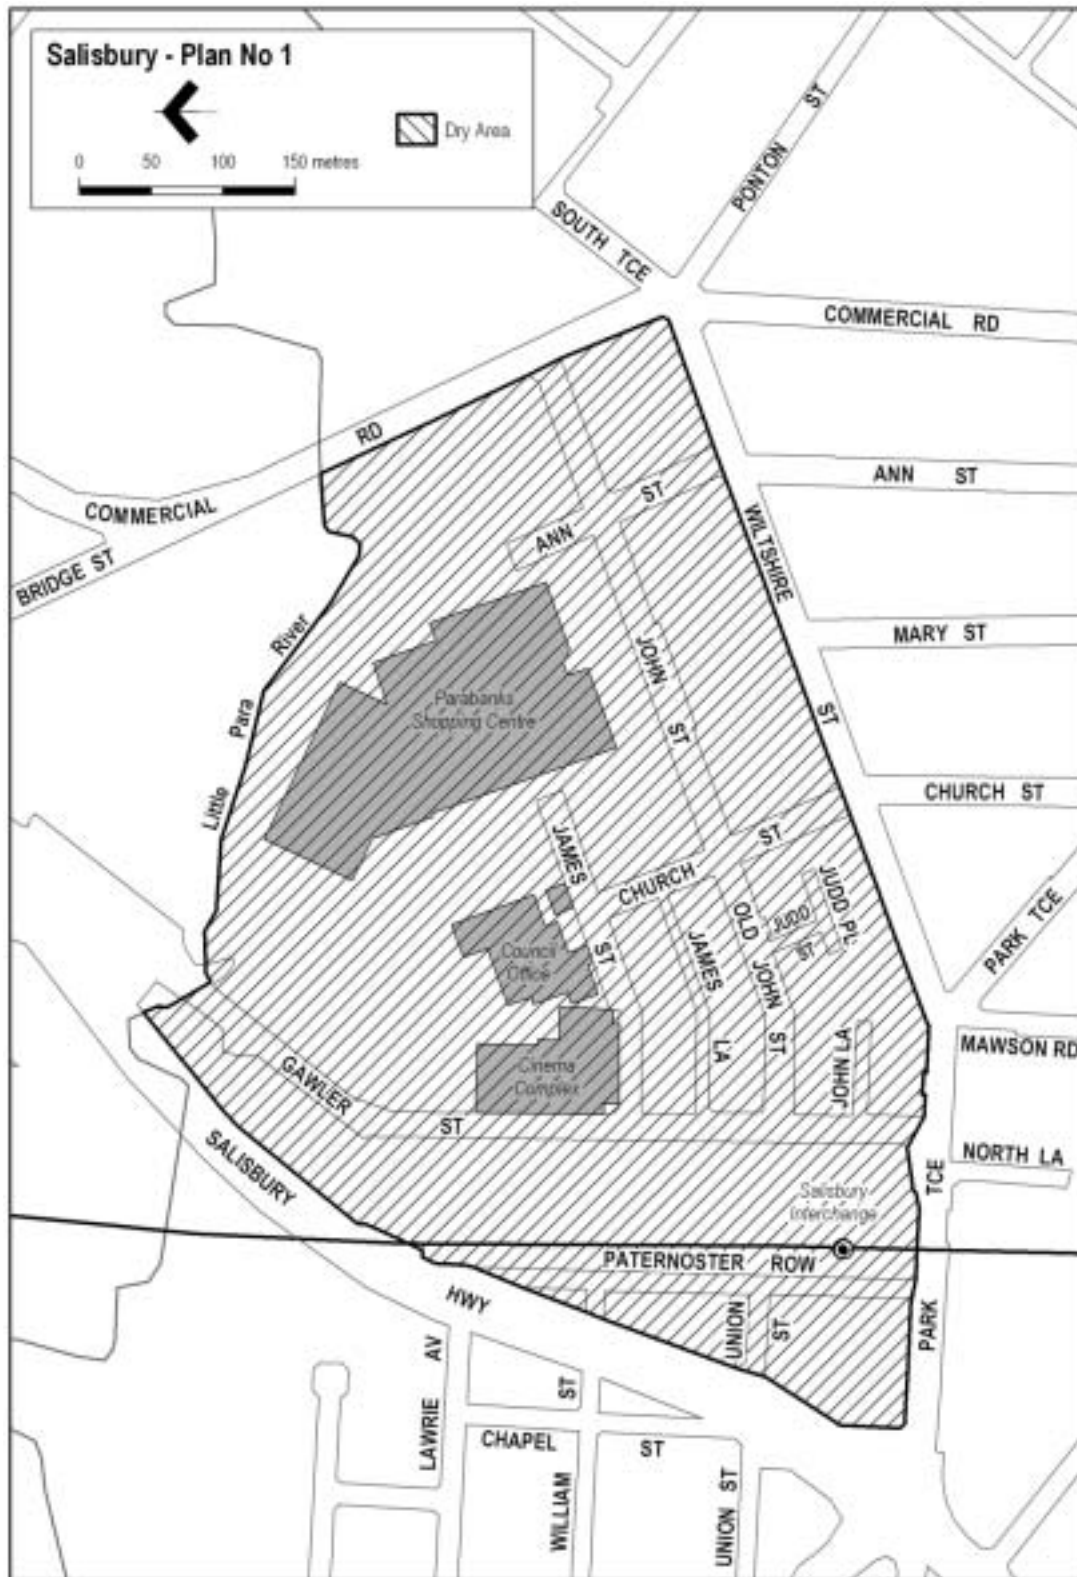 Salisbury - Plan No 1
Dry Area
0 50 100 150 metres
PONTON ST
SOUTH TCE
COMMERCIAL RD
COMMERCIAL RD
BRIDGE ST
ANN ST
ANN ST
WILTSHIRE ST
MARY ST
Little Para River
Parabanks
Shopping Centre
JOHN ST
CHURCH ST
CHURCH ST
JAMES ST
JUDD PL
JUDD ST
OLD JOHN ST
JAMES LA
Council
Office
PARK TCE
MAWSON RD
JOHN LA
Cinema
Complex
GAWLER ST
NORTH LA
SALISBURY HWY
Salisbury
Interchange
PATERNOSTER ROW
PARK TCE
UNION ST
LAWRIE AV
CHAPEL ST
WILLIAM ST
UNION ST